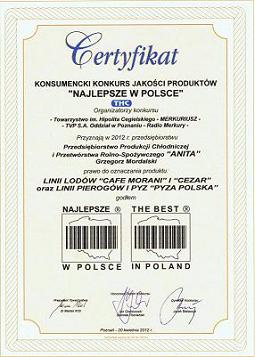 Certyfikat
KONSUMENCKI KONKURS JAKOŚCI PRODUKTÓW
"NAJLEPSZE W POLSCE"
THC
Organizatorzy konkursu
- Towarzystwo im. Hipolita Cegielskiego - MERKURIUSZ -
- TVP S.A. Oddział w Poznaniu - Radio Merkury -
Przyznają w 2012 r. przedsiębiorstwu
Przedsiębiorstwo Produkcji Chłodniczej
i Przetwórstwa Rolno-Spożywczego "ANITA"
Grzegorz Mordalski
prawo do oznaczania produktu:
LINII LODÓW "CAFE MORANI" I "CEZAR"
oraz LINII PIEROGÓW I PYZ "PYZA POLSKA"
godłem
NAJLEPSZE ® THE BEST ®
W POLSCE IN POLAND
Poznań - 20 kwietnia 2012 r.